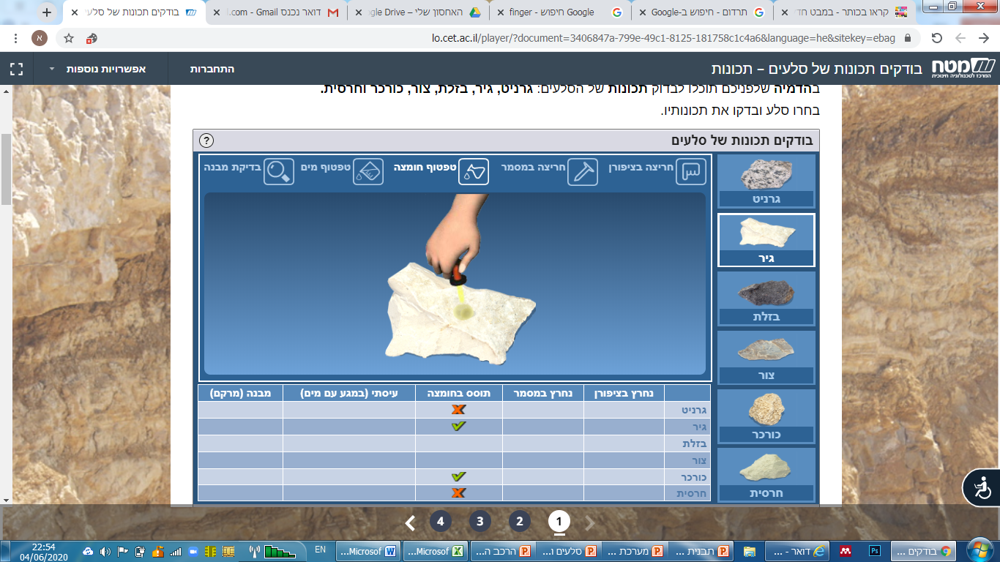 בודקים תכונות של סלעי
דואר נכנס - Gmail - com.
האחסון שלי – Google Drive
finger - חיפוש Google
תרדום - חיפוש ב-Google
קראו בכותר - במבט חד
lo.cet.ac.il/player/?document=3406847a-799e-49c1-8125-181758c1c4a6&language=he&sitekey=ebag
א
מטח
המרכז לטכנולוגיה חינוכית
בודקים תכונות של סלעים – תכונות
התחברות
אפשרויות נוספות
בהדמיה שלפניכם תוכלו לבדוק תכונות של הסלעים: גרניט, גיר, בזלת, צור, כורכר וחרסית.
בחרו סלע ובדקו את תכונותיו.
בודקים תכונות של סלעים
?
חריצה בציפורן
חריצה במסמר
טפטוף חומצה
טפטוף מים
בדיקת מבנה
גרניט
גיר
בזלת
צור
כורכר
חרסית
נחרץ בציפורן
נחרץ במסמר
תוסס בחומצה
עיסתי (במגע עם מים)
מבנה (מרקם)
גרניט
גיר
בזלת
צור
כורכר
חרסית
1
2
3
4
בודקים ...
דואר - ...
תבנית ...
מערכת ...
סלעים ו...
הרכב ה...
Microsof...
Microsof...
EN
22:54
04/06/2020